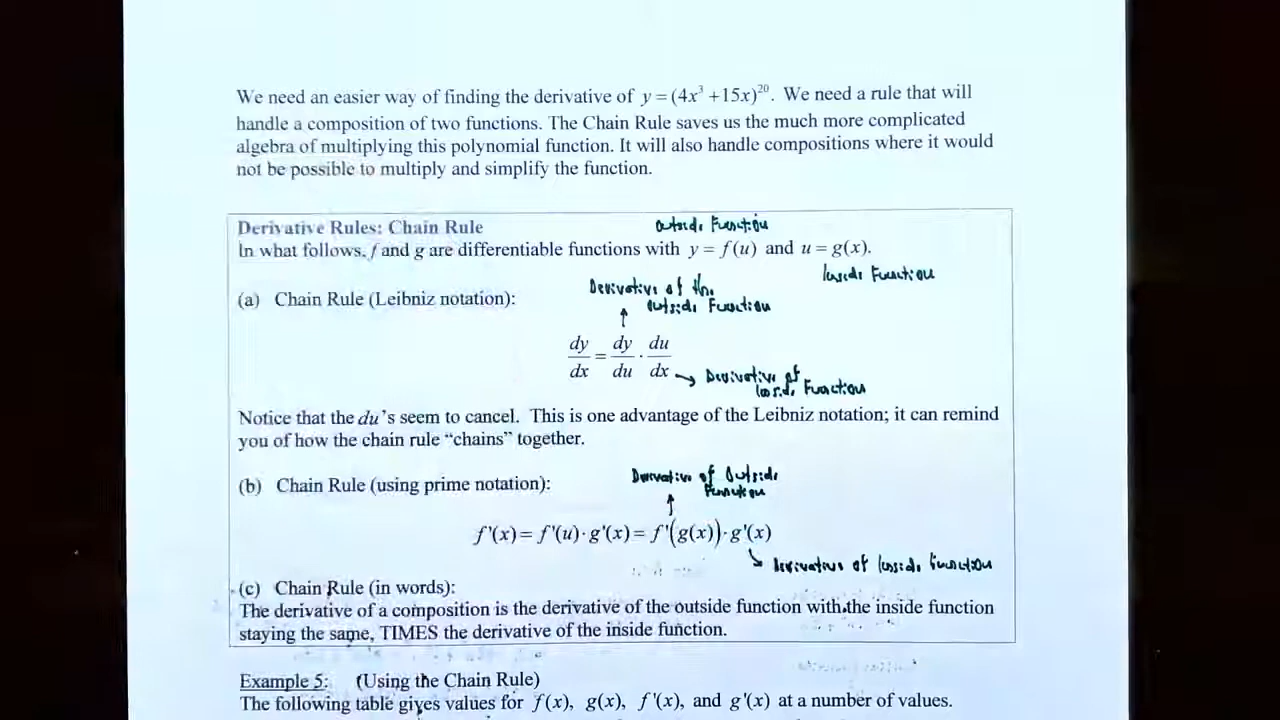 We need an easier way of finding the derivative of y = (4x³ + 15x)²⁰. We need a rule that will
handle a composition of two functions. The Chain Rule saves us the much more complicated
algebra of multiplying this polynomial function. It will also handle compositions where it would
not be possible to multiply and simplify the function.
Derivative Rules: Chain Rule
Outside Function
In what follows, f and g are differentiable functions with y = f(u) and u = g(x).
Inside Function
(a) Chain Rule (Leibniz notation):
Derivative of the
outside Function
↑
dy/dx = dy/du · du/dx
→ Derivative of
Inside Function
Notice that the du's seem to cancel. This is one advantage of the Leibniz notation; it can remind
you of how the chain rule “chains” together.
(b) Chain Rule (using prime notation):
Derivative of Outside
Function
↑
f'(x) = f'(u) · g'(x) = f'(g(x)) · g'(x)
↘ Derivative of Inside Function
(c) Chain Rule (in words):
The derivative of a composition is the derivative of the outside function with the inside function
staying the same, TIMES the derivative of the inside function.
Example 5: (Using the Chain Rule)
The following table gives values for f(x), g(x), f'(x), and g'(x) at a number of values.